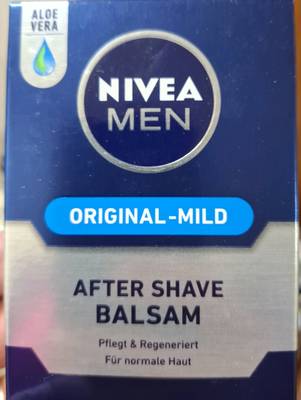 ALOE
VERA
NIVEA
MEN
ORIGINAL-MILD
AFTER SHAVE
BALSAM
Pflegt & Regeneriert
Für normale Haut